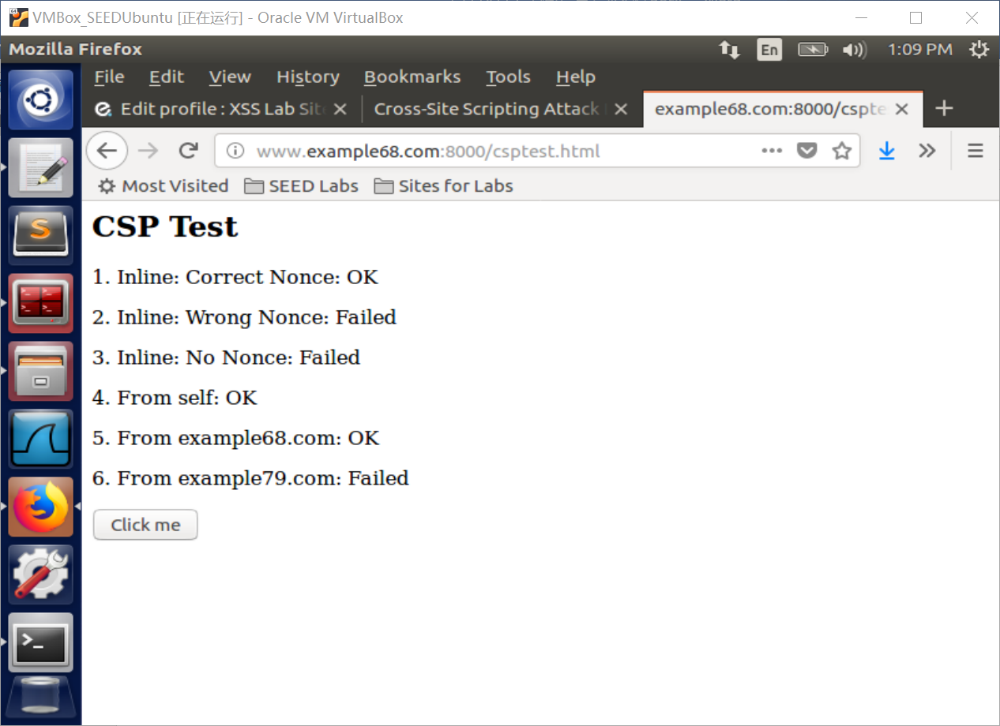 VMBox_SEEDUbuntu [正在运行] - Oracle VM VirtualBox
Mozilla Firefox En 1:09 PM
File Edit View History Bookmarks Tools Help
Edit profile : XSS Lab Site Cross-Site Scripting Attack example68.com:8000/cspte
www.example68.com:8000/csptest.html
Most Visited SEED Labs Sites for Labs
CSP Test
1. Inline: Correct Nonce: OK
2. Inline: Wrong Nonce: Failed
3. Inline: No Nonce: Failed
4. From self: OK
5. From example68.com: OK
6. From example79.com: Failed
Click me